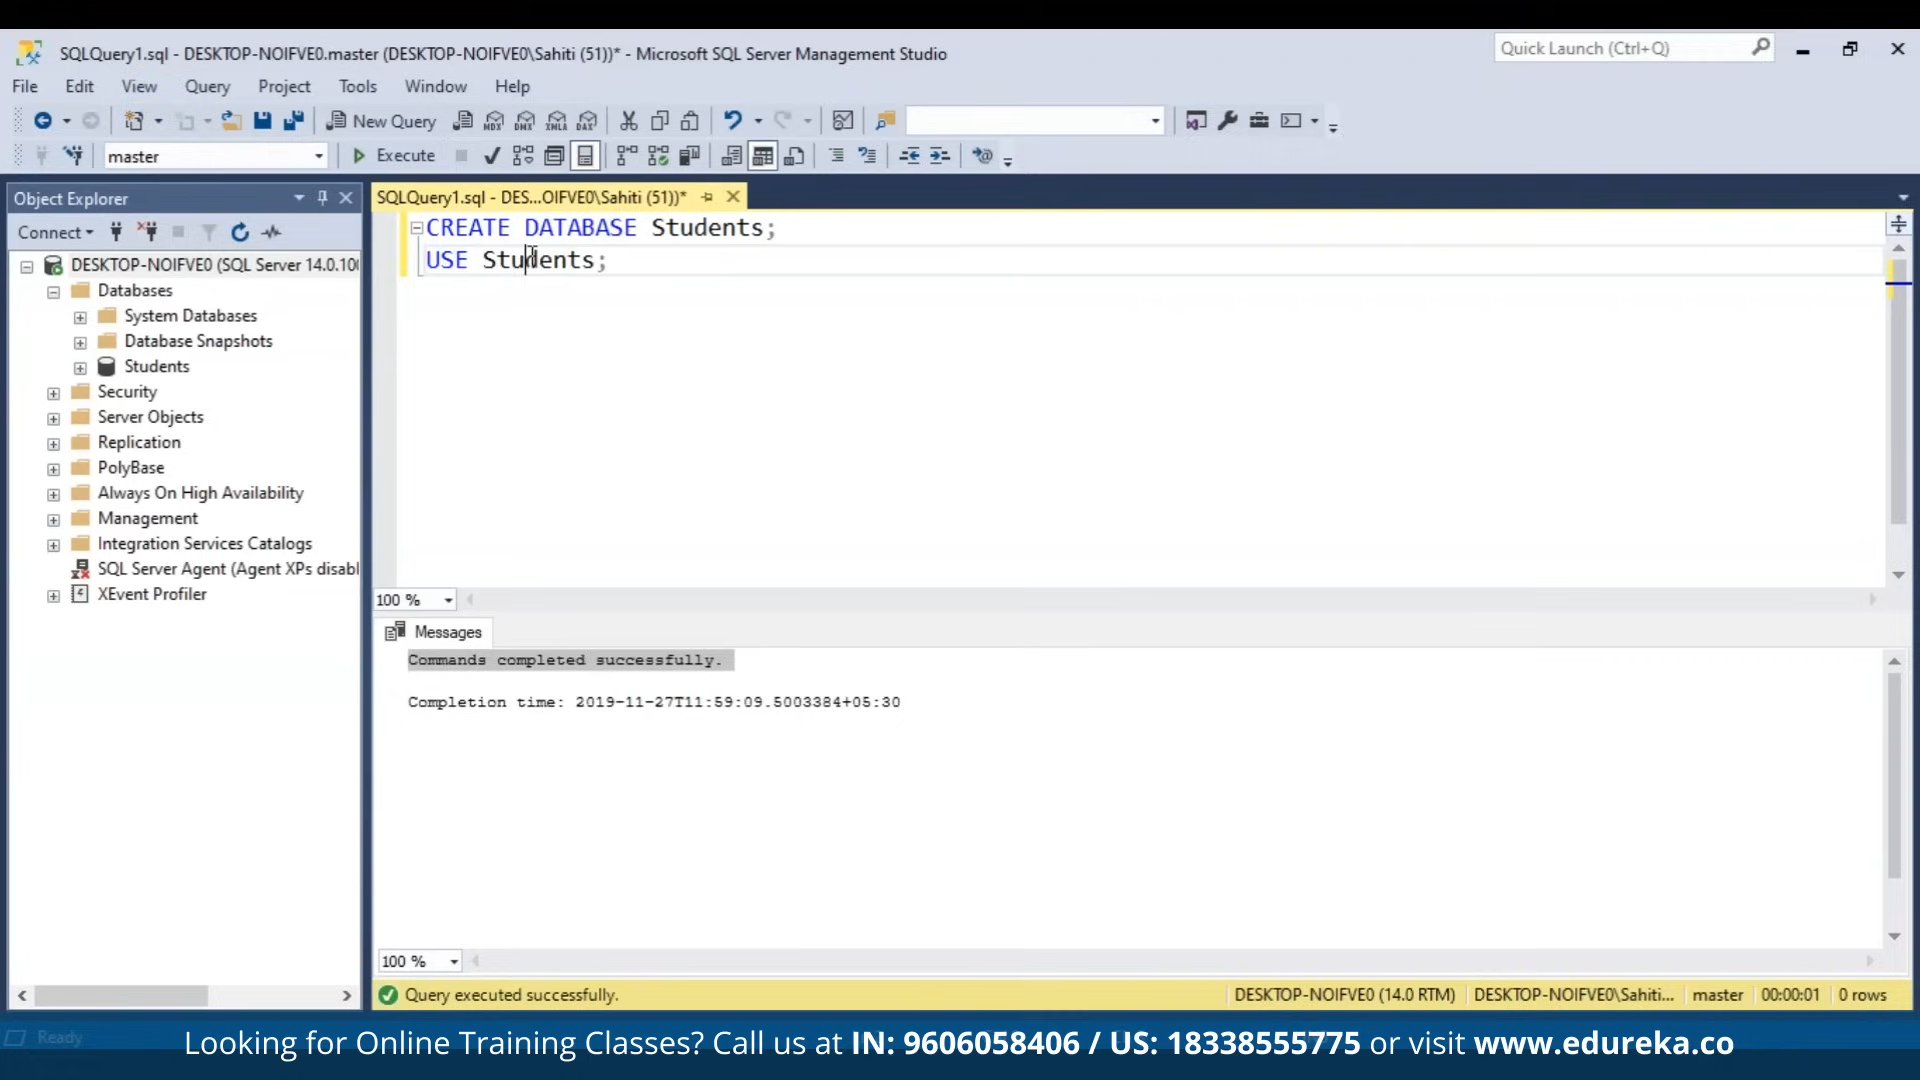 SQLQuery1.sql - DESKTOP-NOIFVE0.master (DESKTOP-NOIFVE0\Sahiti (51))* - Microsoft SQL Server Management Studio
Quick Launch (Ctrl+Q)
File Edit View Query Project Tools Window Help
New Query
MDX DMX XMLA DAX
master
Execute
Object Explorer
Connect
DESKTOP-NOIFVE0 (SQL Server 14.0.100
Databases
System Databases
Database Snapshots
Students
Security
Server Objects
Replication
PolyBase
Always On High Availability
Management
Integration Services Catalogs
SQL Server Agent (Agent XPs disabl
XEvent Profiler
SQLQuery1.sql - DES...OIFVE0\Sahiti (51))*
CREATE DATABASE Students;
USE Students;
100 %
Messages
Commands completed successfully.
Completion time: 2019-11-27T11:59:09.5003384+05:30
100 %
Query executed successfully.
DESKTOP-NOIFVE0 (14.0 RTM) DESKTOP-NOIFVE0\Sahiti... master 00:00:01 0 rows
Ready
Looking for Online Training Classes? Call us at IN: 9606058406 / US: 18338555775 or visit www.edureka.co